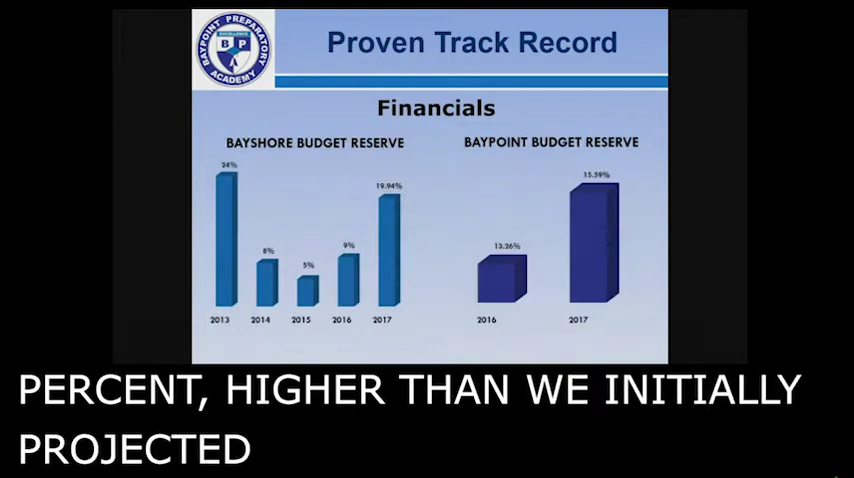 BAYPOINT PREPARATORY
EXCELLENCE
B P
A
ACADEMY
Proven Track Record
Financials
BAYSHORE BUDGET RESERVE
24%
8%
5%
9%
19.94%
2013 2014 2015 2016 2017
BAYPOINT BUDGET RESERVE
13.26%
15.59%
2016 2017
PERCENT, HIGHER THAN WE INITIALLY
PROJECTED